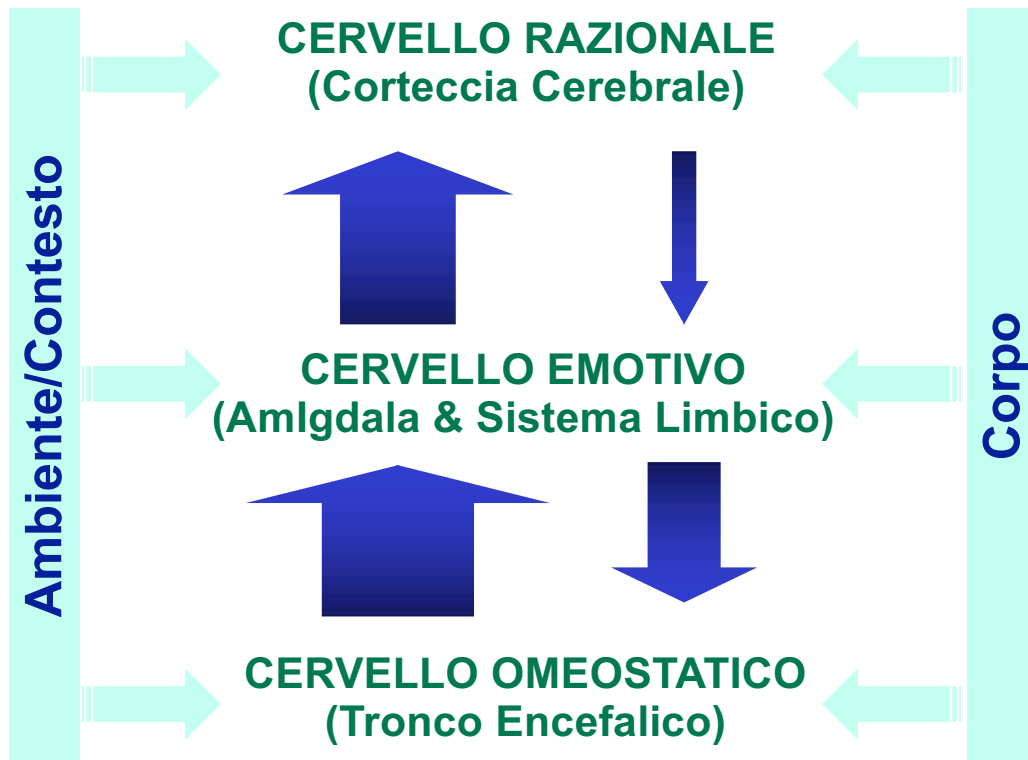 CERVELLO RAZIONALE
(Corteccia Cerebrale)
Ambiente/Contesto
CERVELLO EMOTIVO
(AmIgdala & Sistema Limbico)
Corpo
CERVELLO OMEOSTATICO
(Tronco Encefalico)